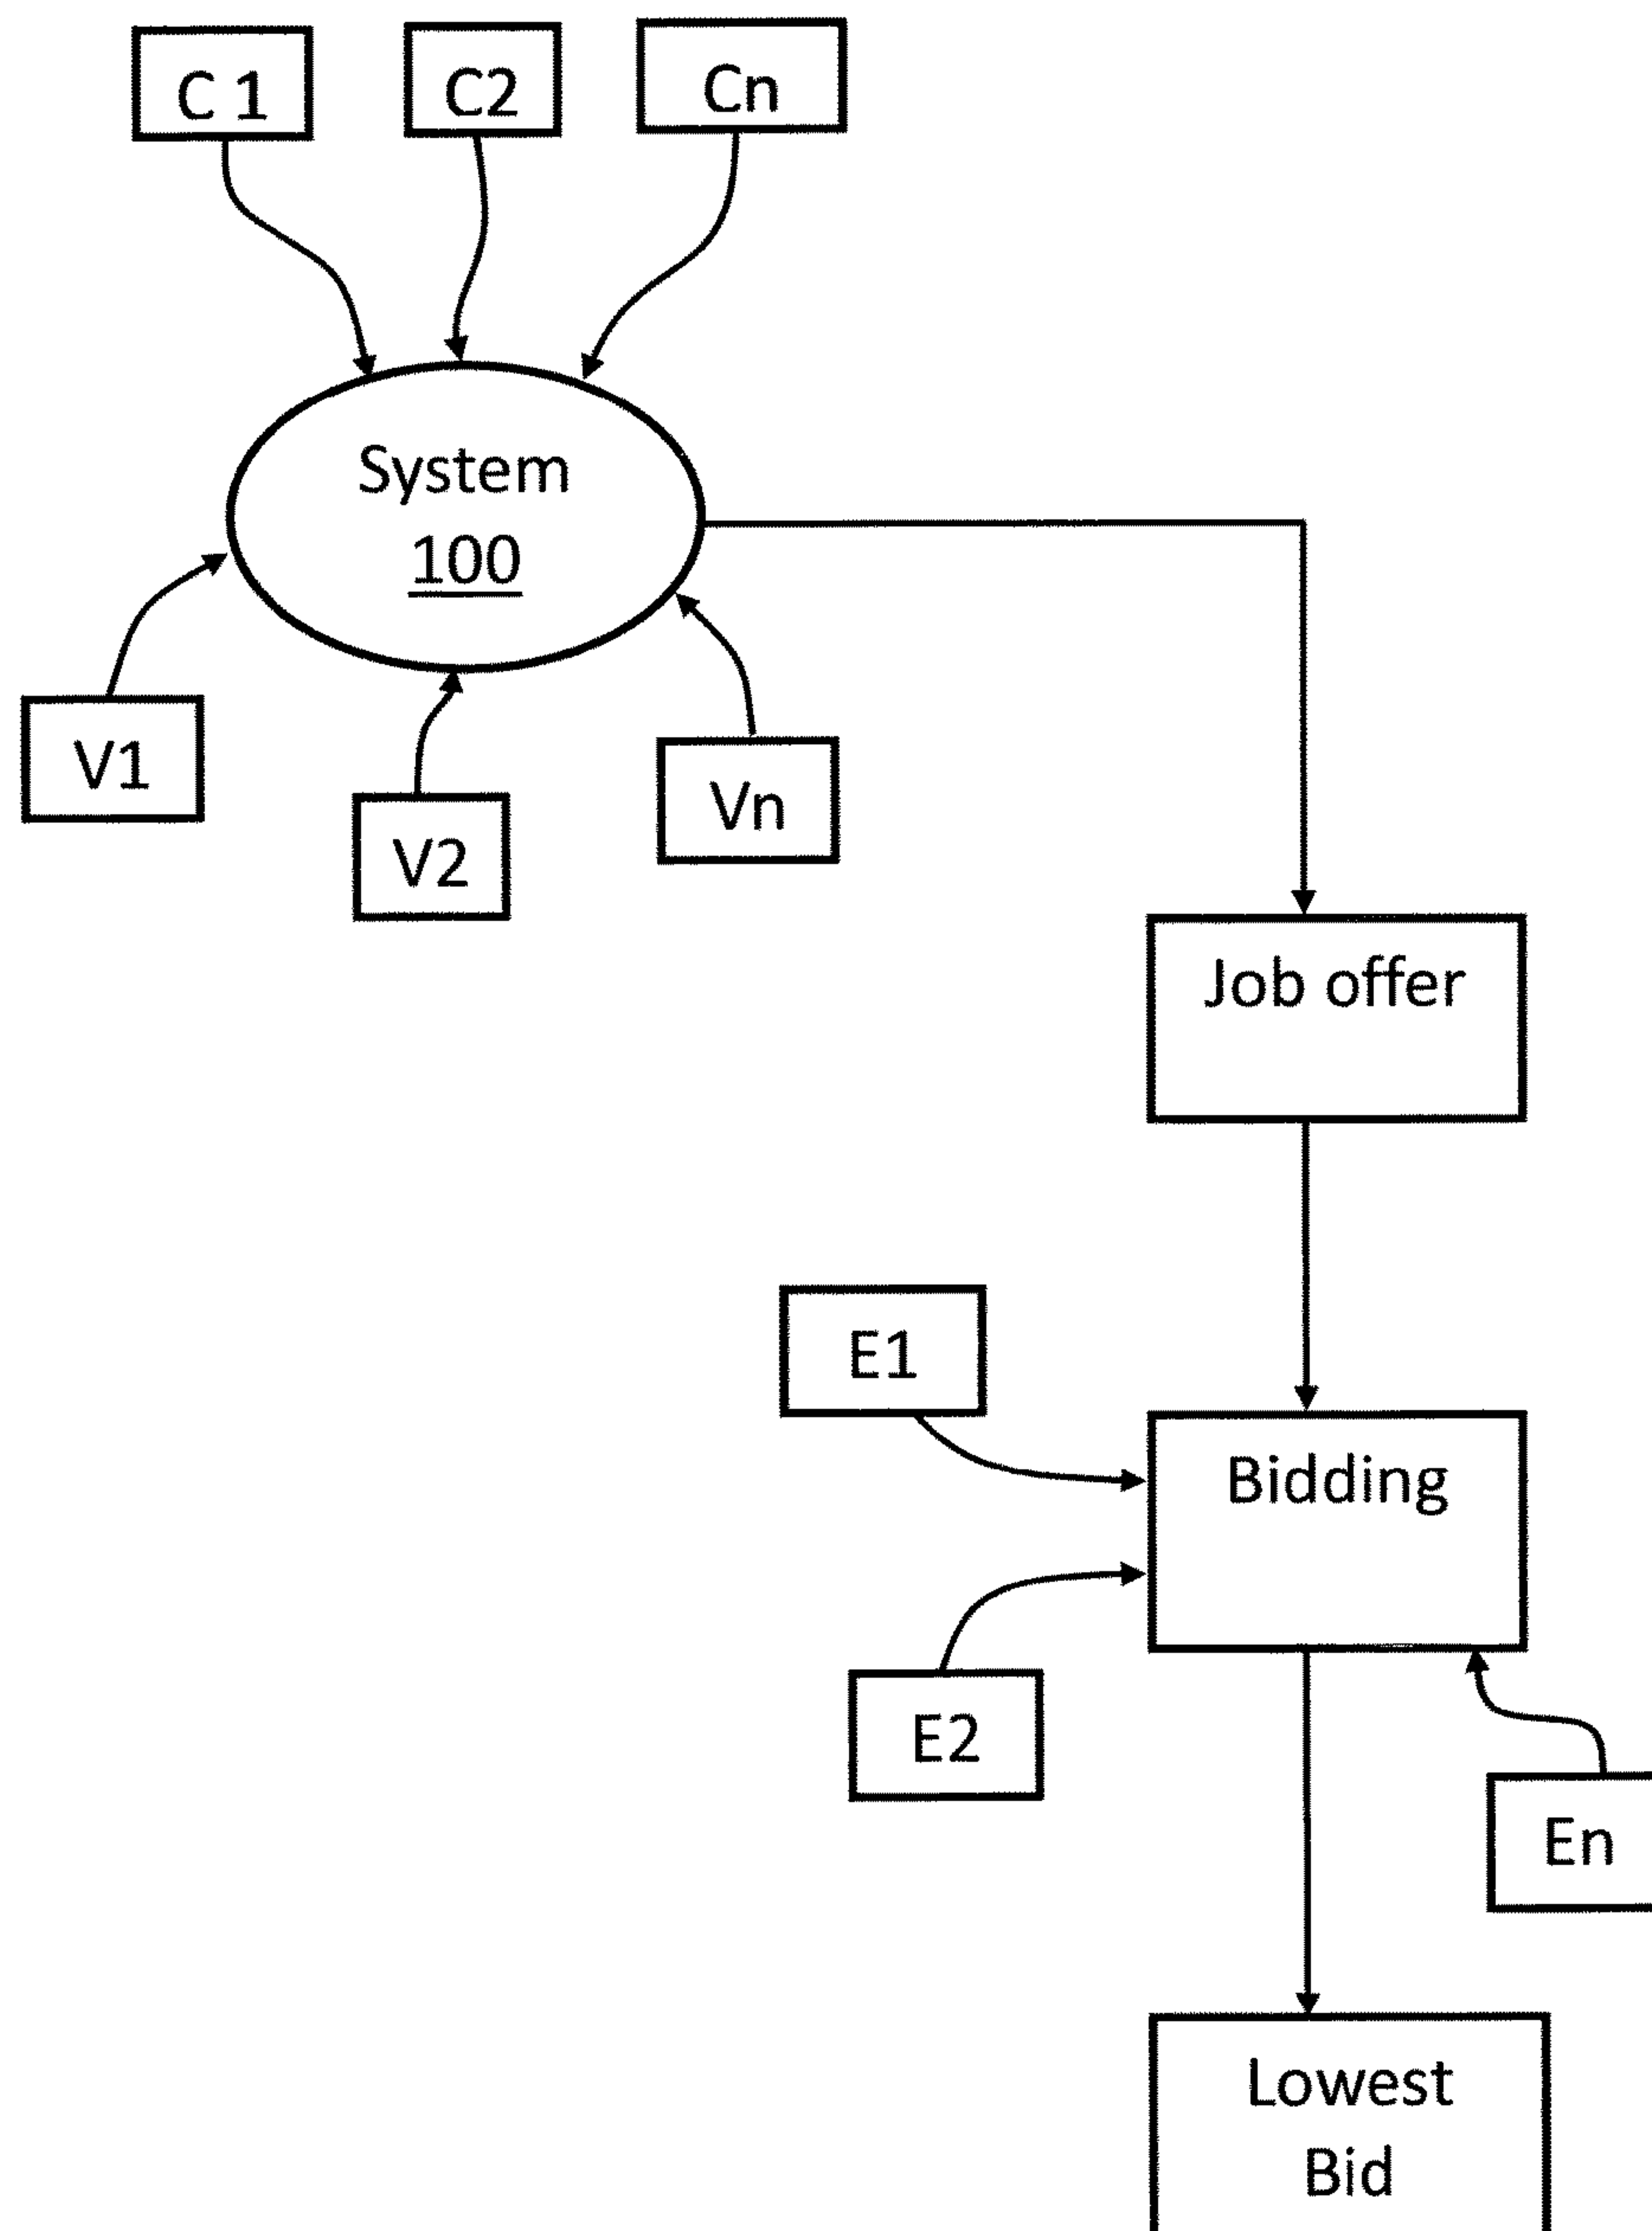 C 1
C2
Cn
System
100
V1
V2
Vn
Job offer
E1
Bidding
E2
En
Lowest
Bid